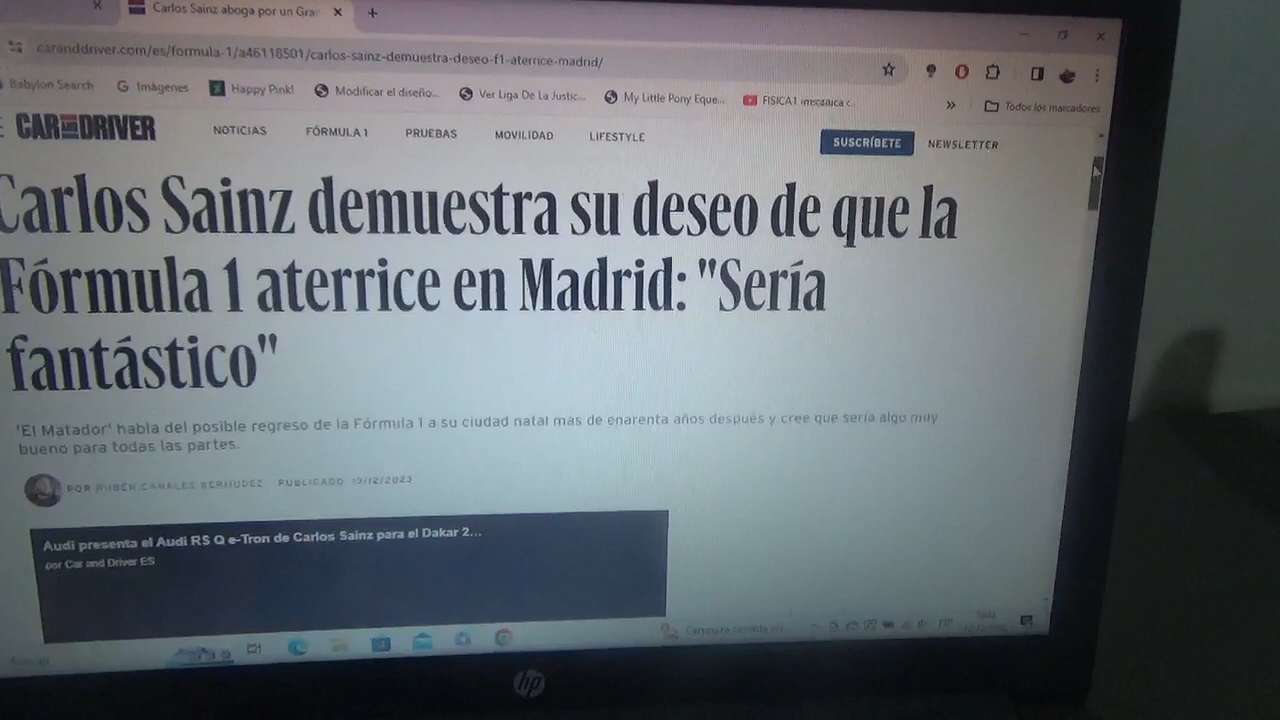 Carlos Sainz aboga por un Gra
caranddriver.com/es/formula-1/a46118501/carlos-sainz-demuestra-deseo-f1-aterrice-madrid/
Babylon Search Imágenes Happy Pink! Modificar el diseño... Ver Liga De La Justic... My Little Pony Eque... FISICA1 mecanica c... » Todos los marcadores
CAR AND DRIVER NOTICIAS FÓRMULA 1 PRUEBAS MOVILIDAD LIFESTYLE SUSCRÍBETE NEWSLETTER
Carlos Sainz demuestra su deseo de que la
Fórmula 1 aterrice en Madrid: "Sería
fantástico"
'El Matador' habla del posible regreso de la Fórmula 1 a su ciudad natal mas de enarenta años después y cree que sería algo muy
bueno para todas las partes.
POR RUBÉN CANALES BERMUDEZ PUBLICADO: 13/12/2023
Audi presenta el Audi RS Q e-Tron de Carlos Sainz para el Dakar 2...
por Car and Driver ES
ESP
hp